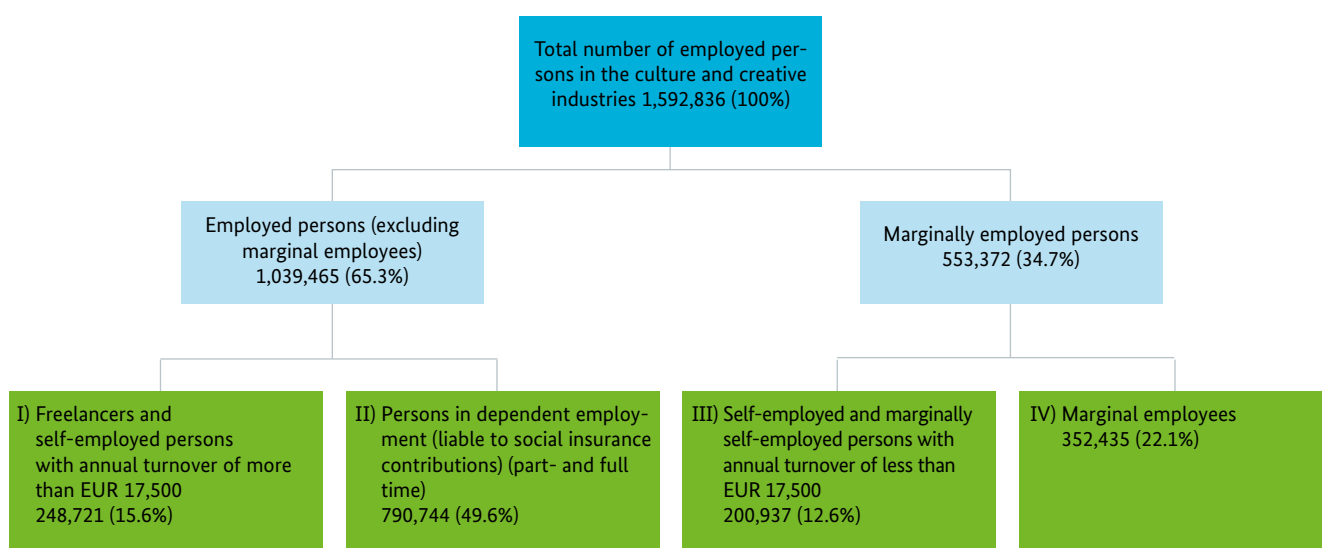 Total number of employed per-
sons in the culture and creative
industries 1,592,836 (100%)
Employed persons (excluding
marginal employees)
1,039,465 (65.3%)
Marginally employed persons
553,372 (34.7%)
I) Freelancers and
self-employed persons
with annual turnover of more
than EUR 17,500
248,721 (15.6%)
II) Persons in dependent employ-
ment (liable to social insurance
contributions) (part- and full
time)
790,744 (49.6%)
III) Self-employed and marginally
self-employed persons with
annual turnover of less than
EUR 17,500
200,937 (12.6%)
IV) Marginal employees
352,435 (22.1%)